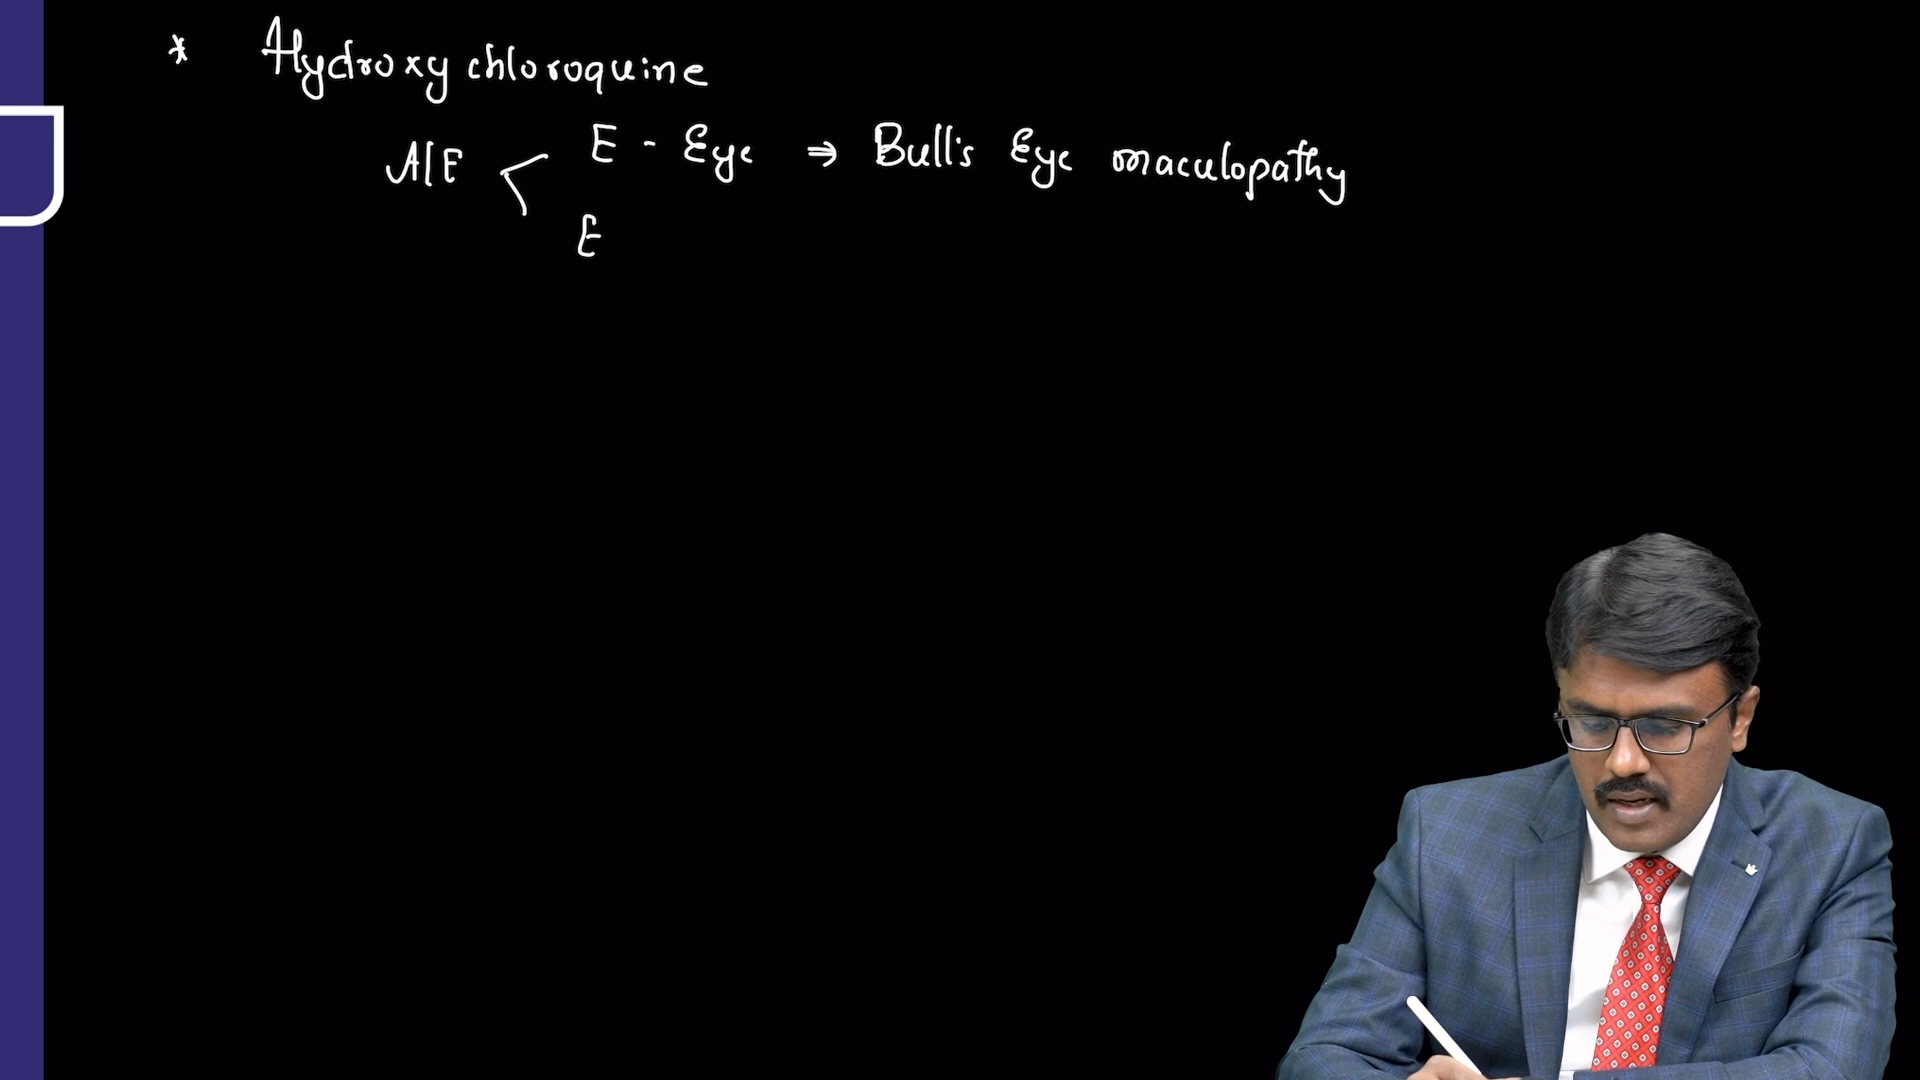 * Hydroxy chloroquine
A/E < E - Eye ⇒ Bull's Eye maculopathy
E